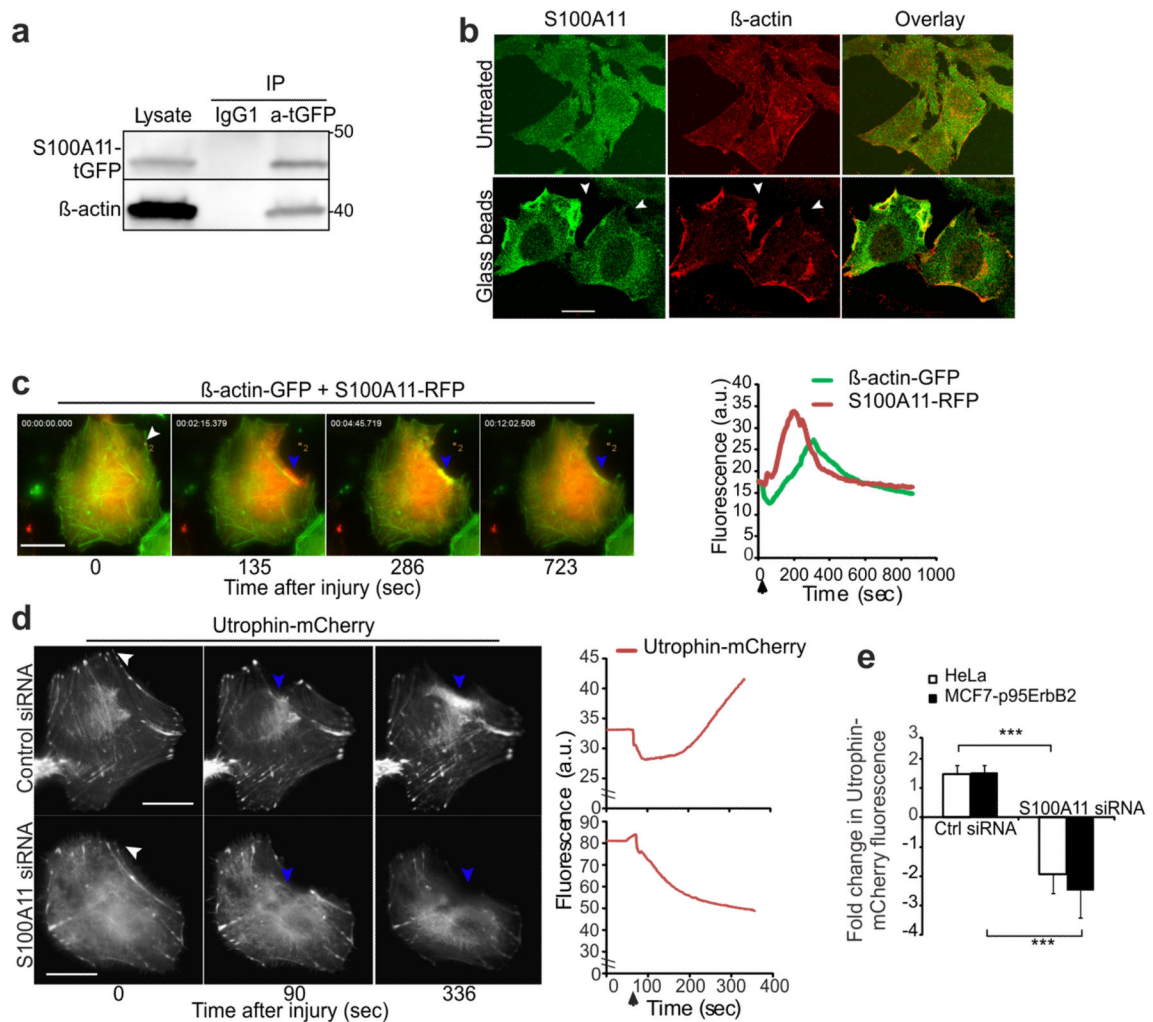 a
IP
Lysate IgG1 a-tGFP
S100A11-
tGFP
-50
ß-actin
-40
b
S100A11 ß-actin Overlay
Untreated
Glass beads
c
ß-actin-GFP + S100A11-RFP
00:00:00.000 00:02:15.379 00:04:45.719 00:12:02.508
2 2 2 2
0 135 286 723
Time after injury (sec)
ß-actin-GFP
S100A11-RFP
Fluorescence (a.u.)
40
35
30
25
20
15
10
5
0
0 200 400 600 800 1000
Time (sec)
d
Utrophin-mCherry
Control siRNA
S100A11 siRNA
0 90 336
Time after injury (sec)
Utrophin-mCherry
Fluorescence (a.u.)
45
40
35
30
25
0
90
80
70
60
50
80
0
0 100 200 300 400
Time (sec)
e
HeLa
MCF7-p95ErbB2
Fold change in Utrophin-
mCherry fluorescence
2
1
0
-1
-2
-3
-4
***
S100A11 siRNA
Ctrl siRNA
***